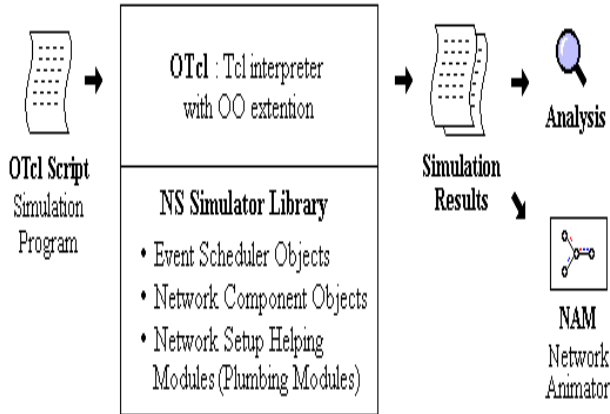 OTcl Script
Simulation
Program
OTcl : Tcl interpreter
with OO extention
NS Simulator Library
• Event Scheduler Objects
• Network Component Objects
• Network Setup Helping
Modules (Plumbing Modules)
Simulation
Results
Analysis
NAM
Network
Animator